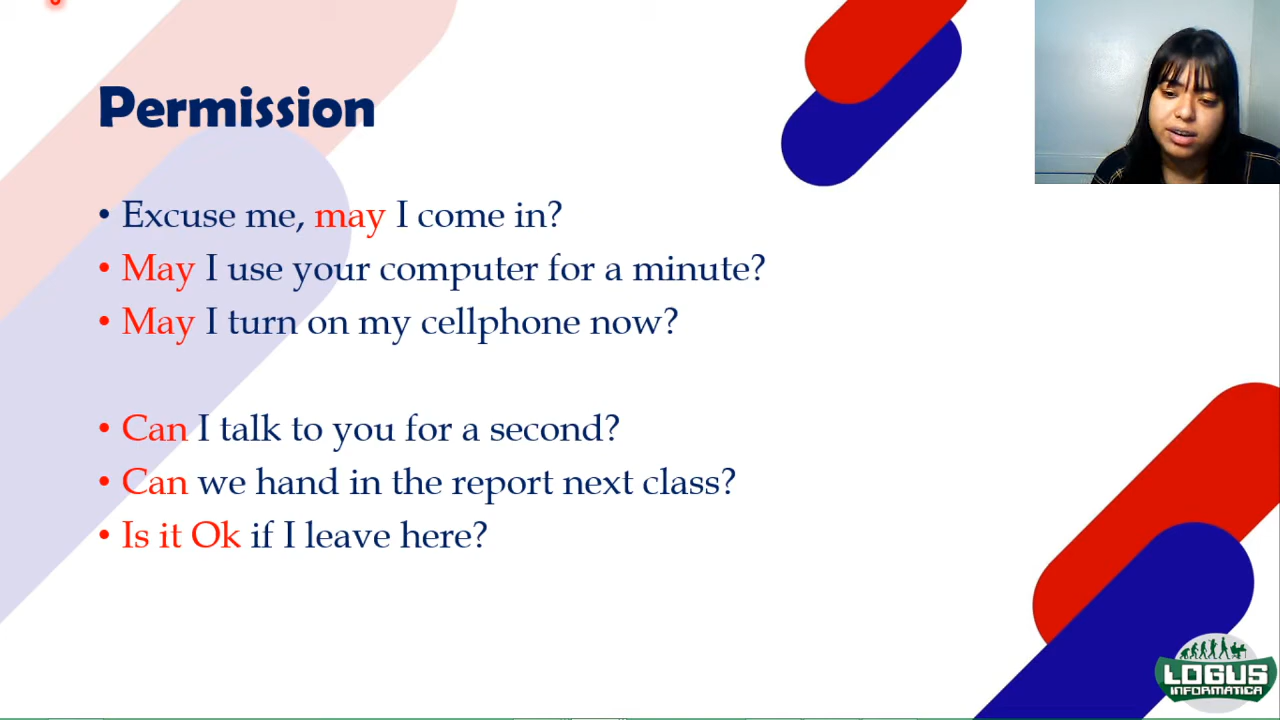 Permission
• Excuse me, may I come in?
• May I use your computer for a minute?
• May I turn on my cellphone now?
• Can I talk to you for a second?
• Can we hand in the report next class?
• Is it Ok if I leave here?
LOGUS
INFORMATICA